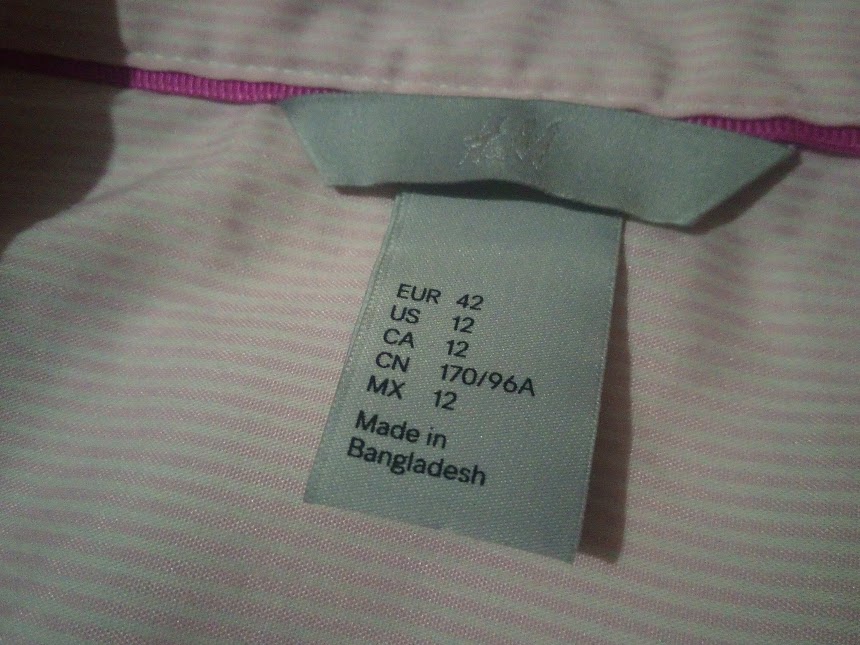 H&M
EUR 42
US 12
CA 12
CN 170/96A
MX 12
Made in
Bangladesh